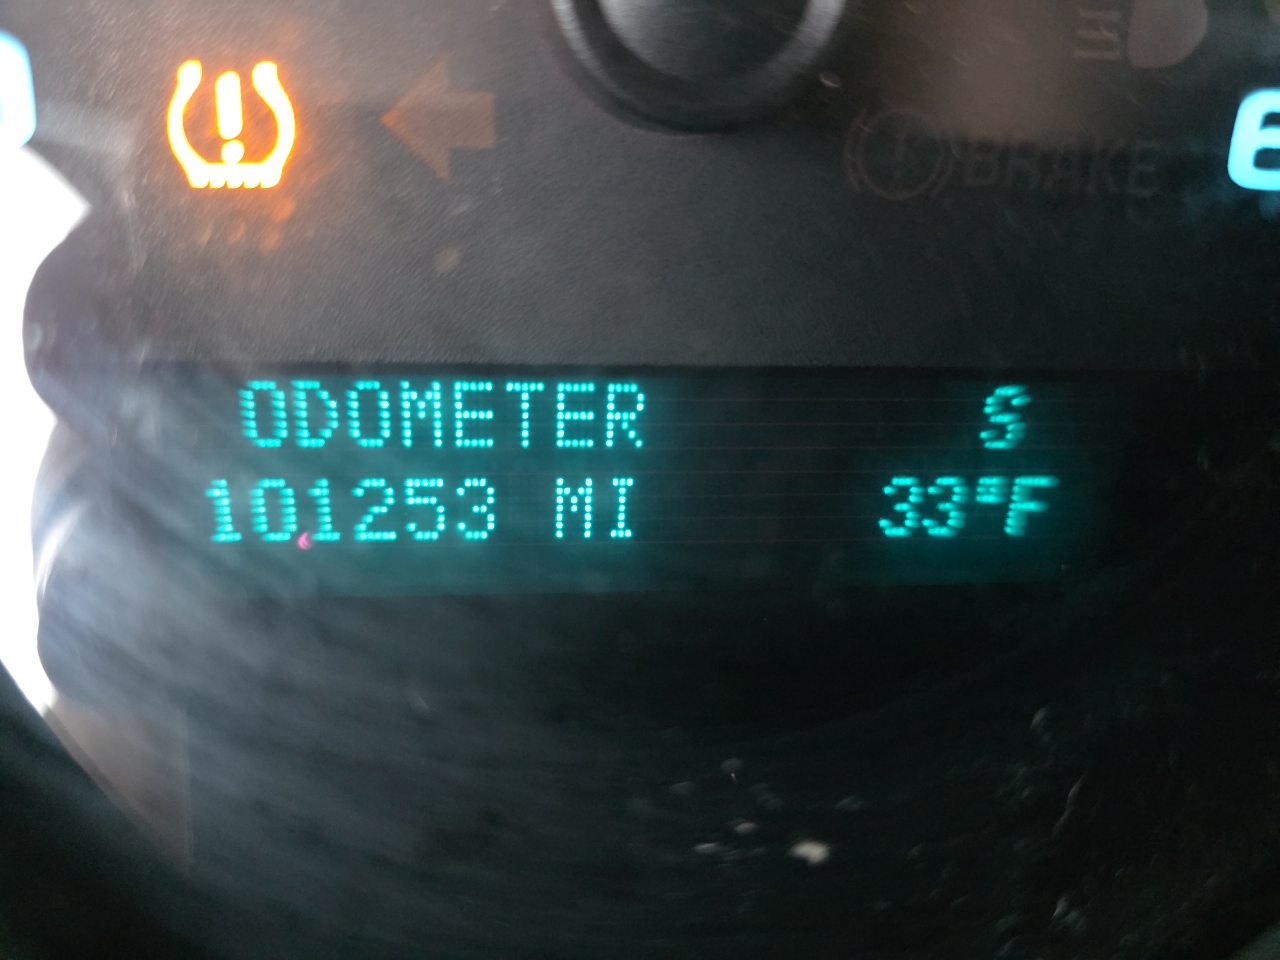 BRAKE
ODOMETER S
101253 MI 33°F